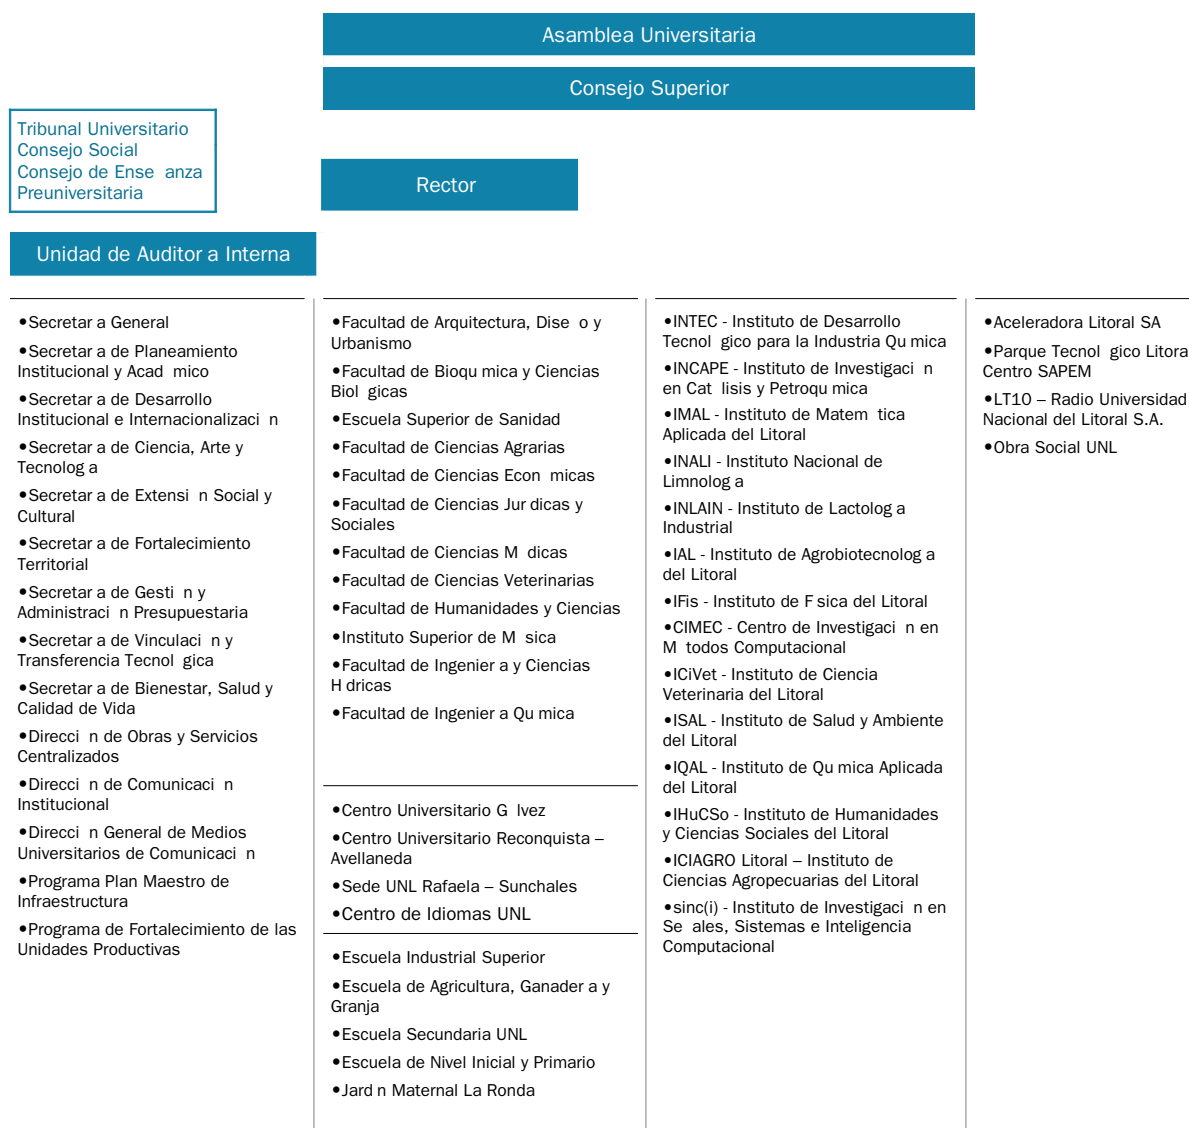 Asamblea Universitaria
Consejo Superior
Tribunal Universitario
Consejo Social
Consejo de Ense anza
Preuniversitaria
Rector
Unidad de Auditor a Interna
•Secretar a General
•Secretar a de Planeamiento
Institucional y Acad mico
•Secretar a de Desarrollo
Institucional e Internacionalizaci n
•Secretar a de Ciencia, Arte y
Tecnolog a
•Secretar a de Extensi n Social y
Cultural
•Secretar a de Fortalecimiento
Territorial
•Secretar a de Gesti n y
Administraci n Presupuestaria
•Secretar a de Vinculaci n y
Transferencia Tecnol gica
•Secretar a de Bienestar, Salud y
Calidad de Vida
•Direcci n de Obras y Servicios
Centralizados
•Direcci n de Comunicaci n
Institucional
•Direcci n General de Medios
Universitarios de Comunicaci n
•Programa Plan Maestro de
Infraestructura
•Programa de Fortalecimiento de las
Unidades Productivas
•Facultad de Arquitectura, Dise o y
Urbanismo
•Facultad de Bioqu mica y Ciencias
Biol gicas
•Escuela Superior de Sanidad
•Facultad de Ciencias Agrarias
•Facultad de Ciencias Econ micas
•Facultad de Ciencias Jur dicas y
Sociales
•Facultad de Ciencias M dicas
•Facultad de Ciencias Veterinarias
•Facultad de Humanidades y Ciencias
•Instituto Superior de M sica
•Facultad de Ingenier a y Ciencias
H dricas
•Facultad de Ingenier a Qu mica
•Centro Universitario G lvez
•Centro Universitario Reconquista –
Avellaneda
•Sede UNL Rafaela – Sunchales
•Centro de Idiomas UNL
•Escuela Industrial Superior
•Escuela de Agricultura, Ganader a y
Granja
•Escuela Secundaria UNL
•Escuela de Nivel Inicial y Primario
•Jard n Maternal La Ronda
•INTEC - Instituto de Desarrollo
Tecnol gico para la Industria Qu mica
•INCAPE - Instituto de Investigaci n
en Cat lisis y Petroqu mica
•IMAL - Instituto de Matem tica
Aplicada del Litoral
•INALI - Instituto Nacional de
Limnolog a
•INLAIN - Instituto de Lactolog a
Industrial
•IAL - Instituto de Agrobiotecnolog a
del Litoral
•IFis - Instituto de F sica del Litoral
•CIMEC - Centro de Investigaci n en
M todos Computacional
•ICiVet - Instituto de Ciencia
Veterinaria del Litoral
•ISAL - Instituto de Salud y Ambiente
del Litoral
•IQAL - Instituto de Qu mica Aplicada
del Litoral
•IHuCSo - Instituto de Humanidades
y Ciencias Sociales del Litoral
•ICIAGRO Litoral – Instituto de
Ciencias Agropecuarias del Litoral
•sinc(i) - Instituto de Investigaci n en
Se ales, Sistemas e Inteligencia
Computacional
•Aceleradora Litoral SA
•Parque Tecnol gico Litora
Centro SAPEM
•LT10 – Radio Universidad
Nacional del Litoral S.A.
•Obra Social UNL